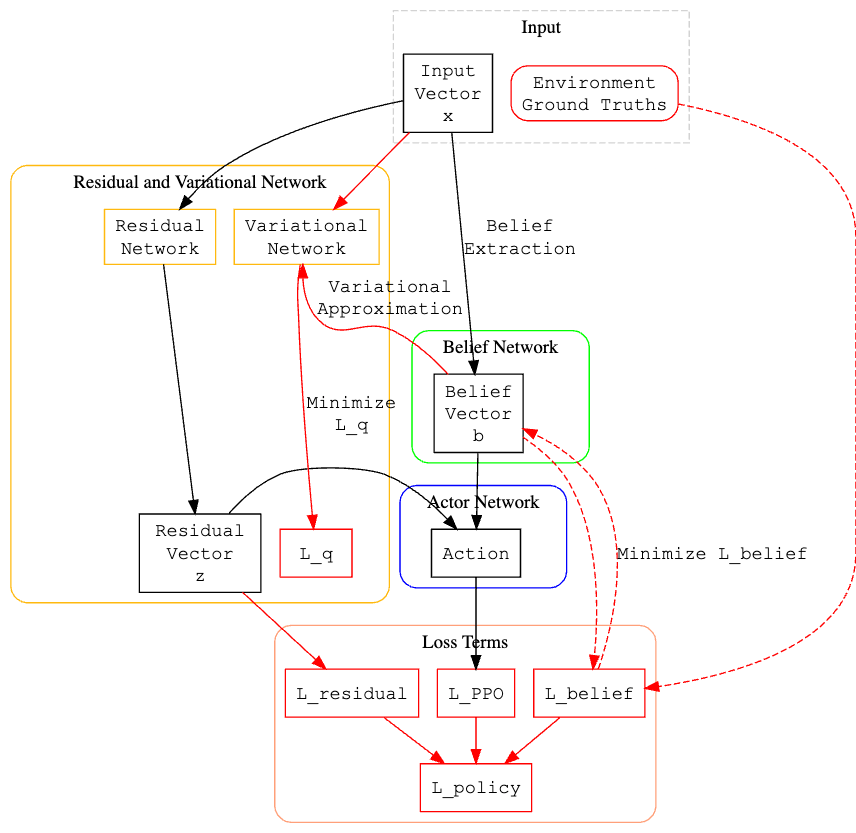 Input
Input
Vector
x
Environment
Ground Truths
Residual and Variational Network
Residual
Network
Variational
Network
Belief
Extraction
Variational
Approximation
Belief Network
Belief
Vector
b
Minimize
L_q
Actor Network
Residual
Vector
z
L_q
Action
Minimize L_belief
Loss Terms
L_residual
L_PPO
L_belief
L_policy